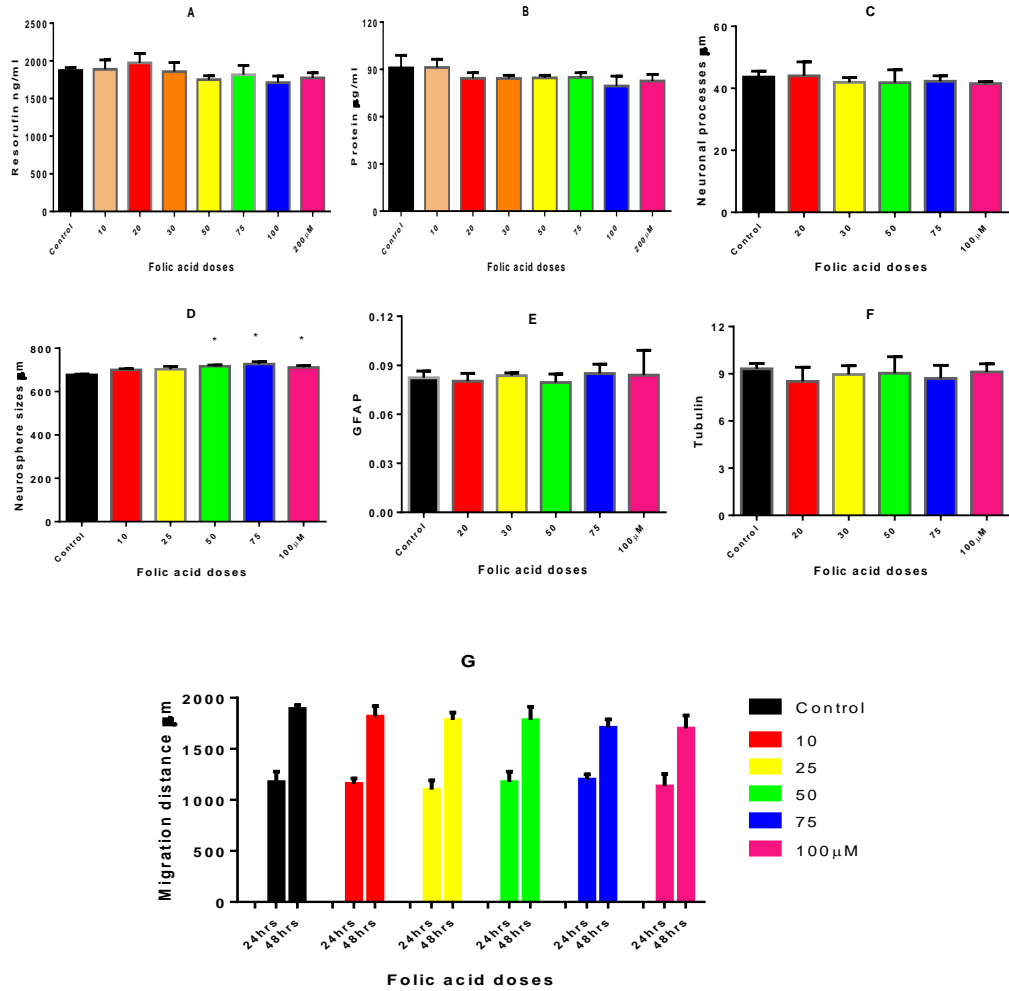 A
Resorufin ng/ml
2500
2000
1500
1000
500
0
Control
10
20
30
50
75
100
200μM
Folic acid doses
B
Protein μg/ml
120
90
60
30
0
Control
10
20
30
50
75
100
200μM
Folic acid doses
C
Neuronal processes μm
60
40
20
0
Control
20
30
50
75
100μM
Folic acid doses
D
Neurosphere sizes μm
800
600
400
200
0
* * *
Control
10
25
50
75
100μM
Folic acid doses
E
GFAP
0.12
0.09
0.06
0.03
0.00
Control
20
30
50
75
100μM
Folic acid doses
F
Tubulin
12
9
6
3
0
Control
20
30
50
75
100μM
Folic acid doses
G
Migration distance μm
2000
1500
1000
500
0
24hrs
48hrs
24hrs
48hrs
24hrs
48hrs
24hrs
48hrs
24hrs
48hrs
24hrs
48hrs
Folic acid doses
Control
10
25
50
75
100μM